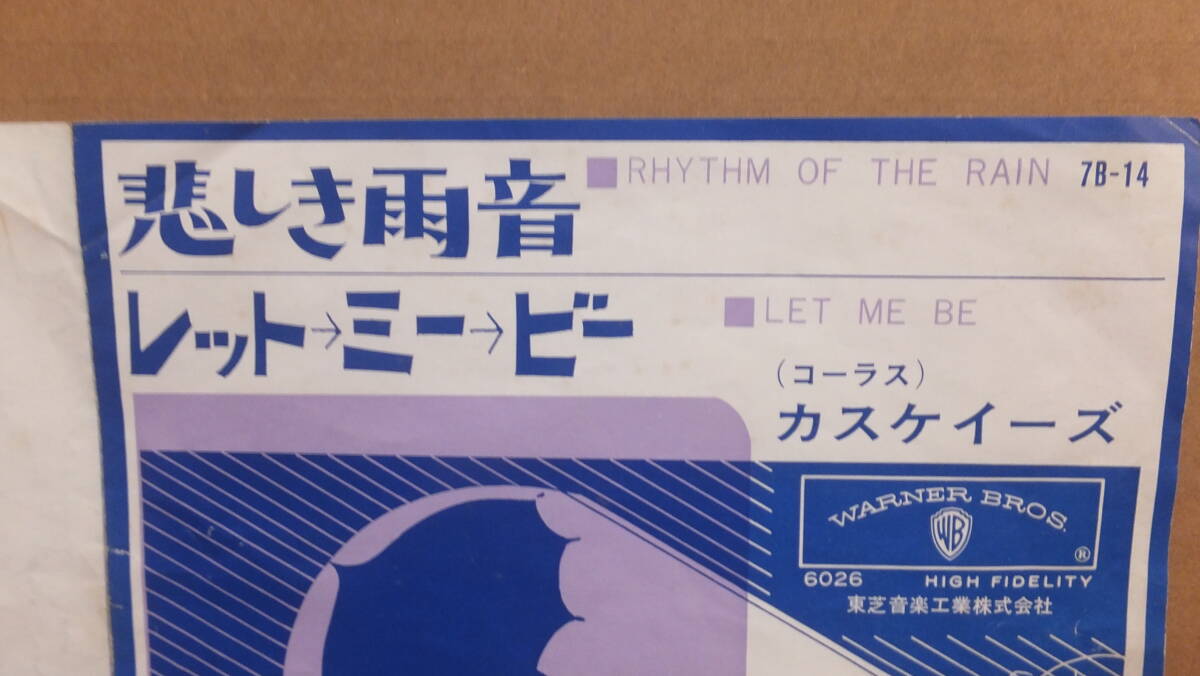 悲しき雨音 ■RHYTHM OF THE RAIN 7B-14
レット→ミー→ビー ■LET ME BE
(コーラス)
カスケイーズ
WARNER BROS.
WB
®
6026 HIGH FIDELITY
東芝音楽工業株式会社